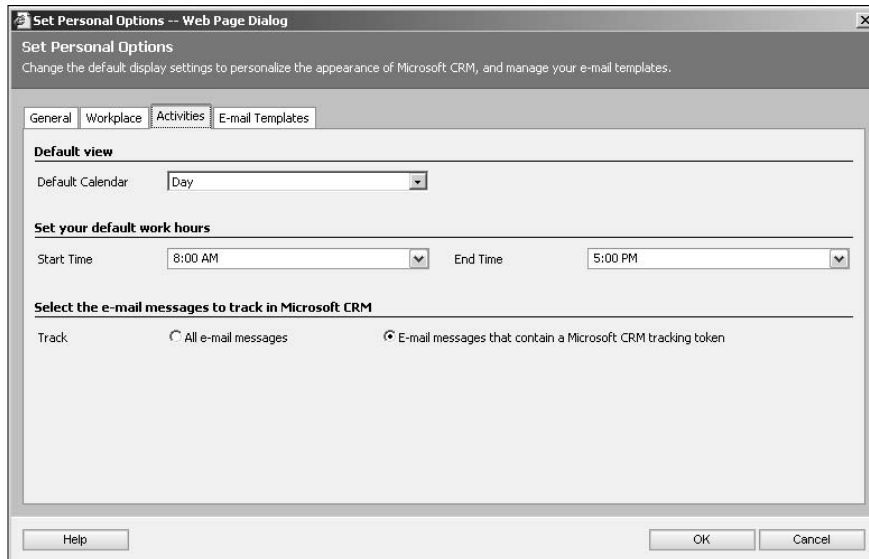 Set Personal Options -- Web Page Dialog
Set Personal Options
Change the default display settings to personalize the appearance of Microsoft CRM, and manage your e-mail templates.
General Workplace Activities E-mail Templates
Default view
Default Calendar Day
Set your default work hours
Start Time 8:00 AM End Time 5:00 PM
Select the e-mail messages to track in Microsoft CRM
Track All e-mail messages E-mail messages that contain a Microsoft CRM tracking token
Help OK Cancel